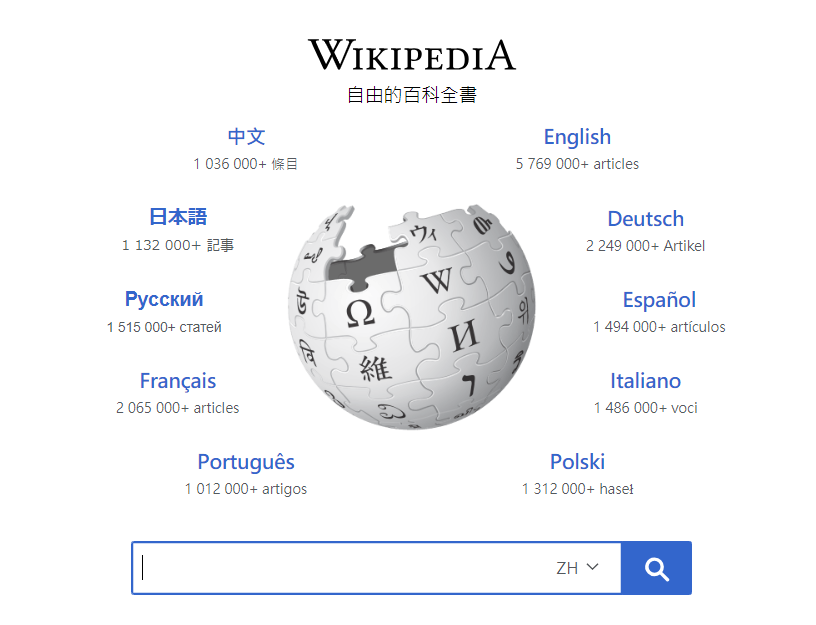 WIKIPEDIA
自由的百科全書
中文
1 036 000+ 條目
English
5 769 000+ articles
日本語
1 132 000+ 記事
Deutsch
2 249 000+ Artikel
Русский
1 515 000+ статей
Español
1 494 000+ artículos
Français
2 065 000+ articles
Italiano
1 486 000+ voci
Português
1 012 000+ artigos
Polski
1 312 000+ haseł
ウィ
W
Ω
И
維
ZH